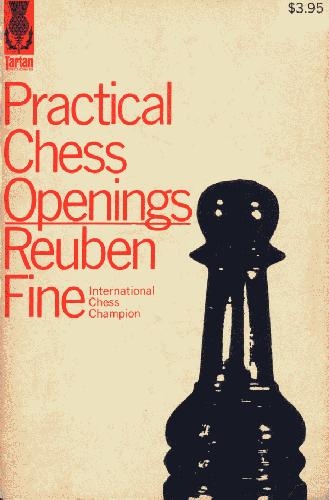 $3.95
Tartan
Practical
Chess
Openings
Reuben
Fine
International
Chess
Champion